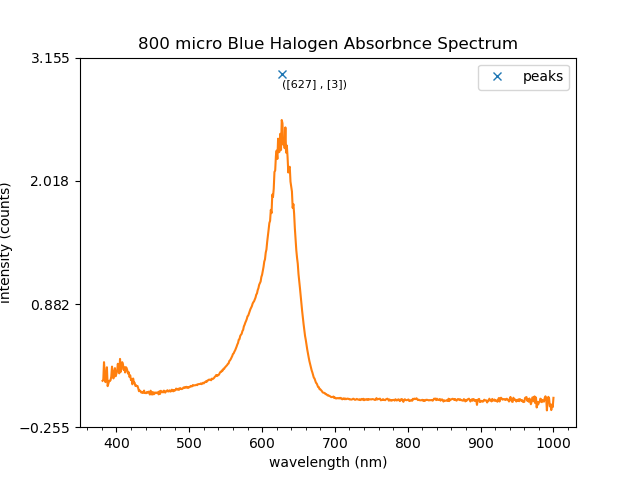 800 micro Blue Halogen Absorbnce Spectrum
3.155
peaks
([627] , [3])
2.018
intensity (counts)
0.882
−0.255
400 500 600 700 800 900 1000
wavelength (nm)